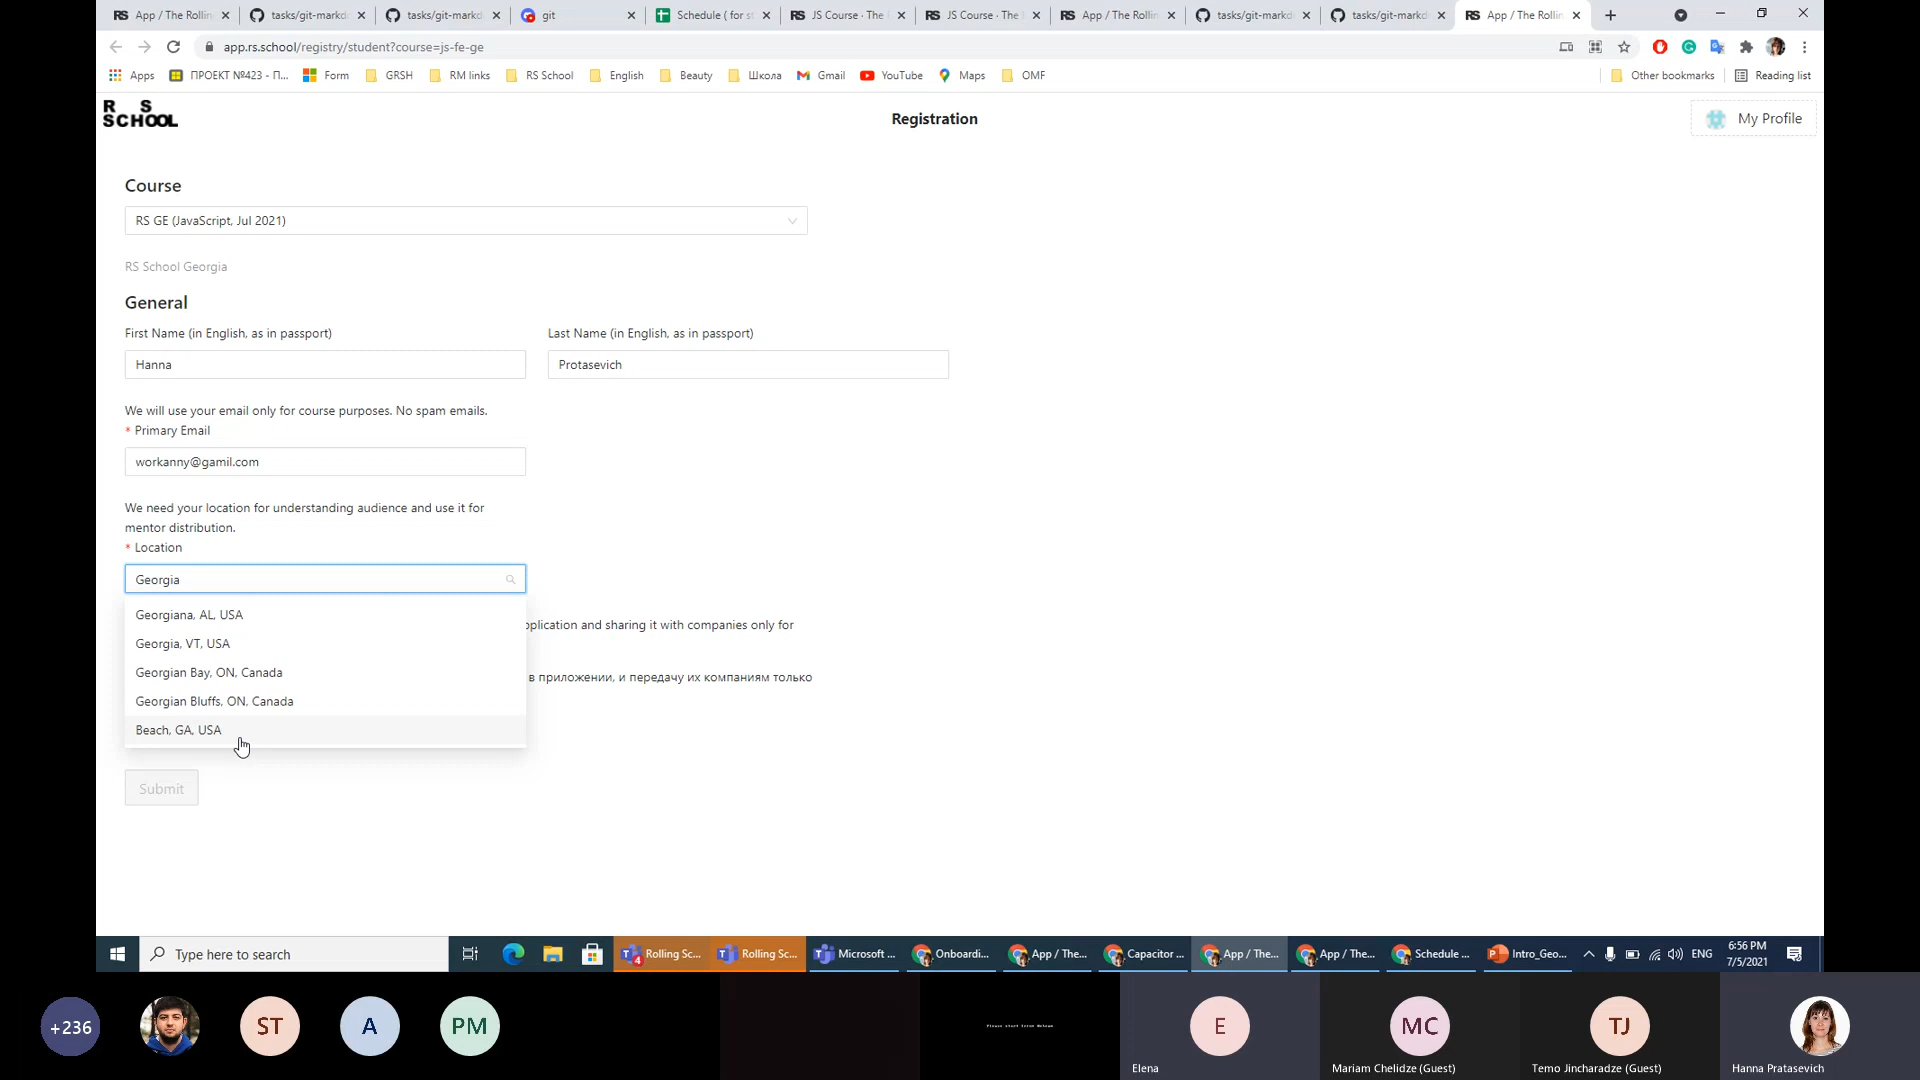 App / The Rollin
tasks/git-markd
tasks/git-markd
git
Schedule ( for st
JS Course · The
JS Course · The
App / The Rollin
tasks/git-markd
tasks/git-markd
App / The Rollin
app.rs.school/registry/student?course=js-fe-ge
Apps
ПРОЕКТ №423 - П...
Form
GRSH
RM links
RS School
English
Beauty
Школа
Gmail
YouTube
Maps
OMF
Other bookmarks
Reading list
R S
SCHOOL
Registration
My Profile
Course
RS GE (JavaScript, Jul 2021)
RS School Georgia
General
First Name (in English, as in passport)
Last Name (in English, as in passport)
Hanna
Protasevich
We will use your email only for course purposes. No spam emails.
* Primary Email
workanny@gamil.com
We need your location for understanding audience and use it for
mentor distribution.
* Location
Georgia
Georgiana, AL, USA
pplication and sharing it with companies only for
Georgia, VT, USA
Georgian Bay, ON, Canada
в приложении, и передачу их компаниям только
Georgian Bluffs, ON, Canada
Beach, GA, USA
Submit
Type here to search
4
Rolling Sc...
Rolling Sc...
Microsoft ...
Onboardi...
App / The...
Capacitor ...
App / The...
App / The...
Schedule ...
Intro_Geo...
ENG
6:56 PM
7/5/2021
+236
ST
A
PM
Please start from Helsem
E
MC
TJ
Elena
Mariam Chelidze (Guest)
Temo Jincharadze (Guest)
Hanna Pratasevich